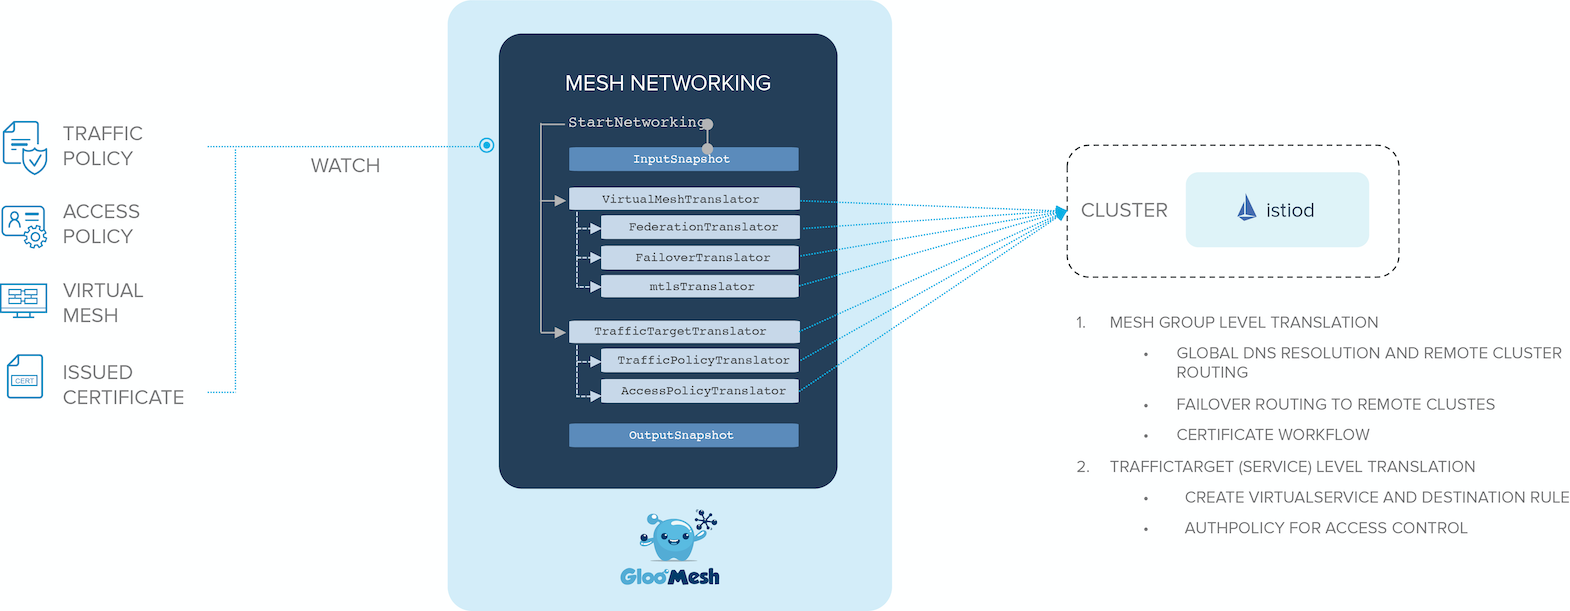 TRAFFIC
POLICY
ACCESS
POLICY
VIRTUAL
MESH
CERT
ISSUED
CERTIFICATE
WATCH
MESH NETWORKING
StartNetworking
InputSnapshot
VirtualMeshTranslator
FederationTranslator
FailoverTranslator
mtlsTranslator
TrafficTargetTranslator
TrafficPolicyTranslator
AccessPolicyTranslator
OutputSnapshot
Gloo Mesh
CLUSTER
istiod
1. MESH GROUP LEVEL TRANSLATION
• GLOBAL DNS RESOLUTION AND REMOTE CLUSTER
ROUTING
• FAILOVER ROUTING TO REMOTE CLUSTES
• CERTIFICATE WORKFLOW
2. TRAFFICTARGET (SERVICE) LEVEL TRANSLATION
• CREATE VIRTUALSERVICE AND DESTINATION RULE
• AUTHPOLICY FOR ACCESS CONTROL